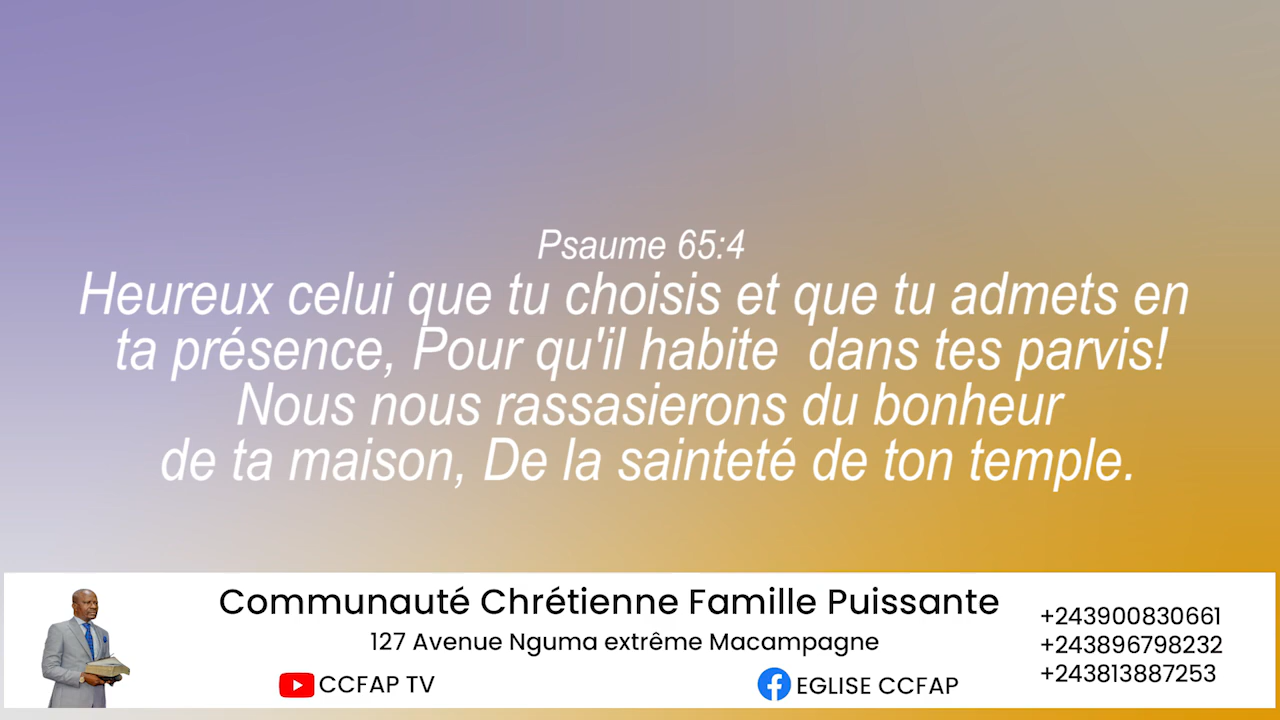 Psaume 65:4
Heureux celui que tu choisis et que tu admets en
ta présence, Pour qu'il habite  dans tes parvis!
Nous nous rassasierons du bonheur
de ta maison, De la sainteté de ton temple.
Communauté Chrétienne Famille Puissante
127 Avenue Nguma extrême Macampagne
CCFAP TV
EGLISE CCFAP
+243900830661
+243896798232
+243813887253